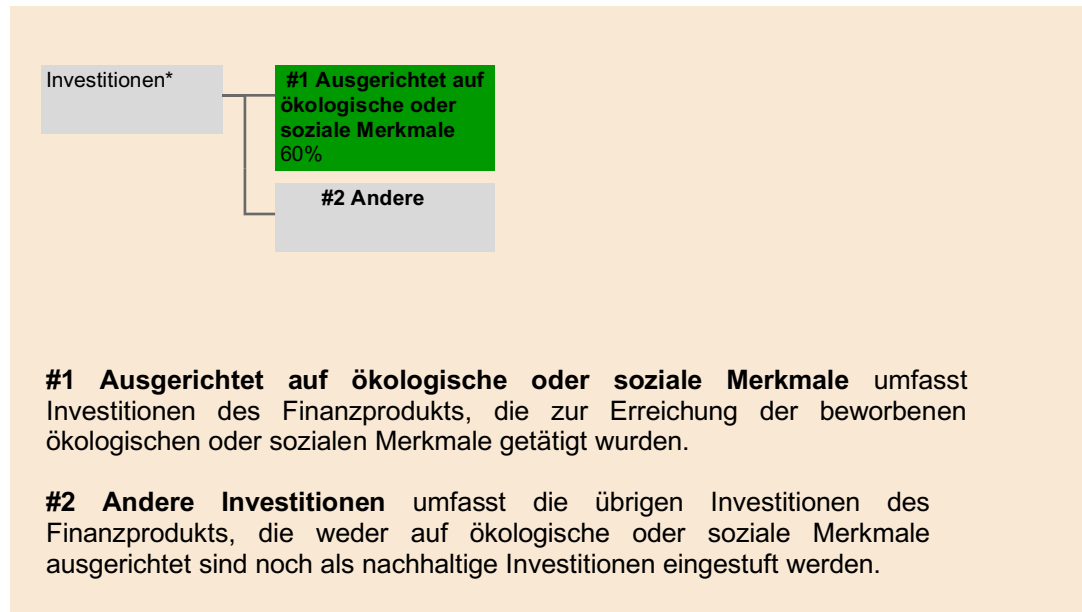 Investitionen*
#1 Ausgerichtet auf
ökologische oder
soziale Merkmale
60%
#2 Andere
#1 Ausgerichtet auf ökologische oder soziale Merkmale umfasst
Investitionen des Finanzprodukts, die zur Erreichung der beworbenen
ökologischen oder sozialen Merkmale getätigt wurden.
#2 Andere Investitionen umfasst die übrigen Investitionen des
Finanzprodukts, die weder auf ökologische oder soziale Merkmale
ausgerichtet sind noch als nachhaltige Investitionen eingestuft werden.